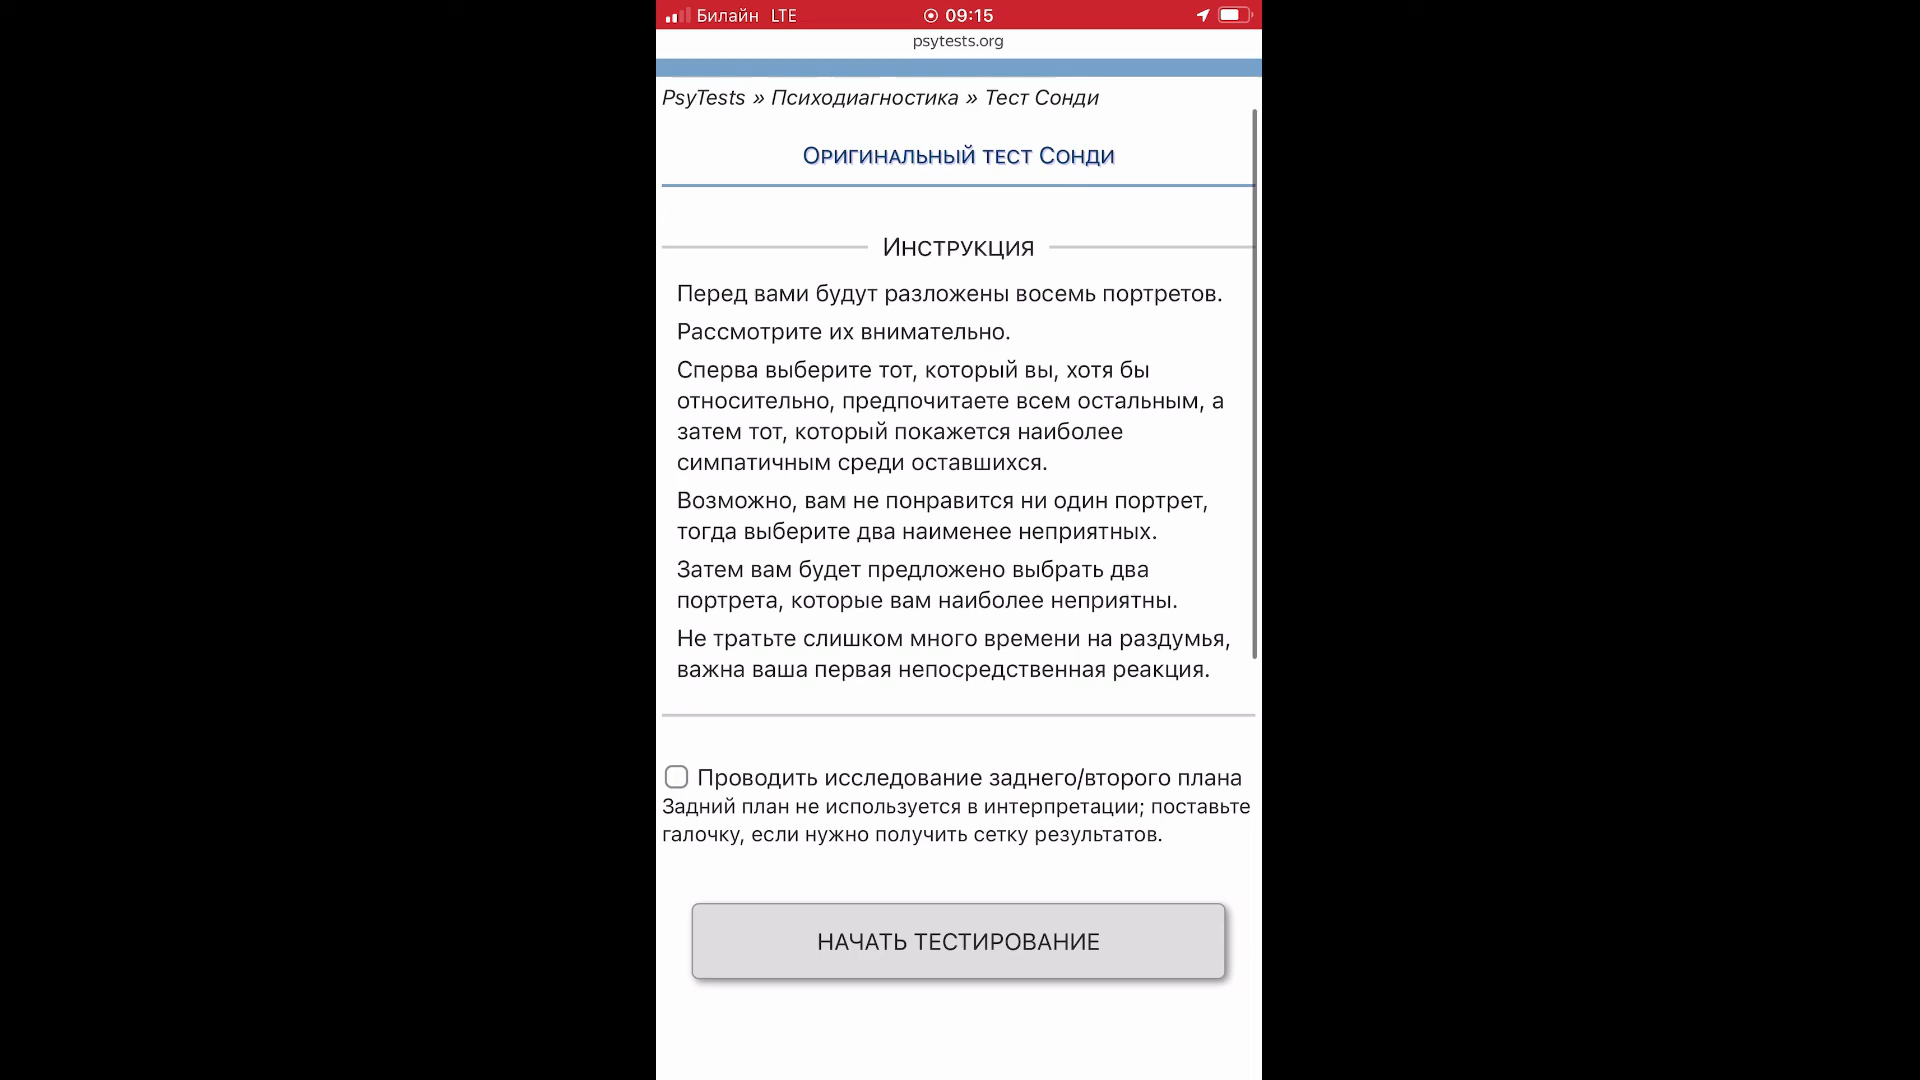 Билайн LTE 09:15
psytests.org
PsyTests » Психодиагностика » Тест Сонди
Оригинальный тест Сонди
Инструкция
Перед вами будут разложены восемь портретов.
Рассмотрите их внимательно.
Сперва выберите тот, который вы, хотя бы
относительно, предпочитаете всем остальным, а
затем тот, который покажется наиболее
симпатичным среди оставшихся.
Возможно, вам не понравится ни один портрет,
тогда выберите два наименее неприятных.
Затем вам будет предложено выбрать два
портрета, которые вам наиболее неприятны.
Не тратьте слишком много времени на раздумья,
важна ваша первая непосредственная реакция.
Проводить исследование заднего/второго плана
Задний план не используется в интерпретации; поставьте
галочку, если нужно получить сетку результатов.
НАЧАТЬ ТЕСТИРОВАНИЕ